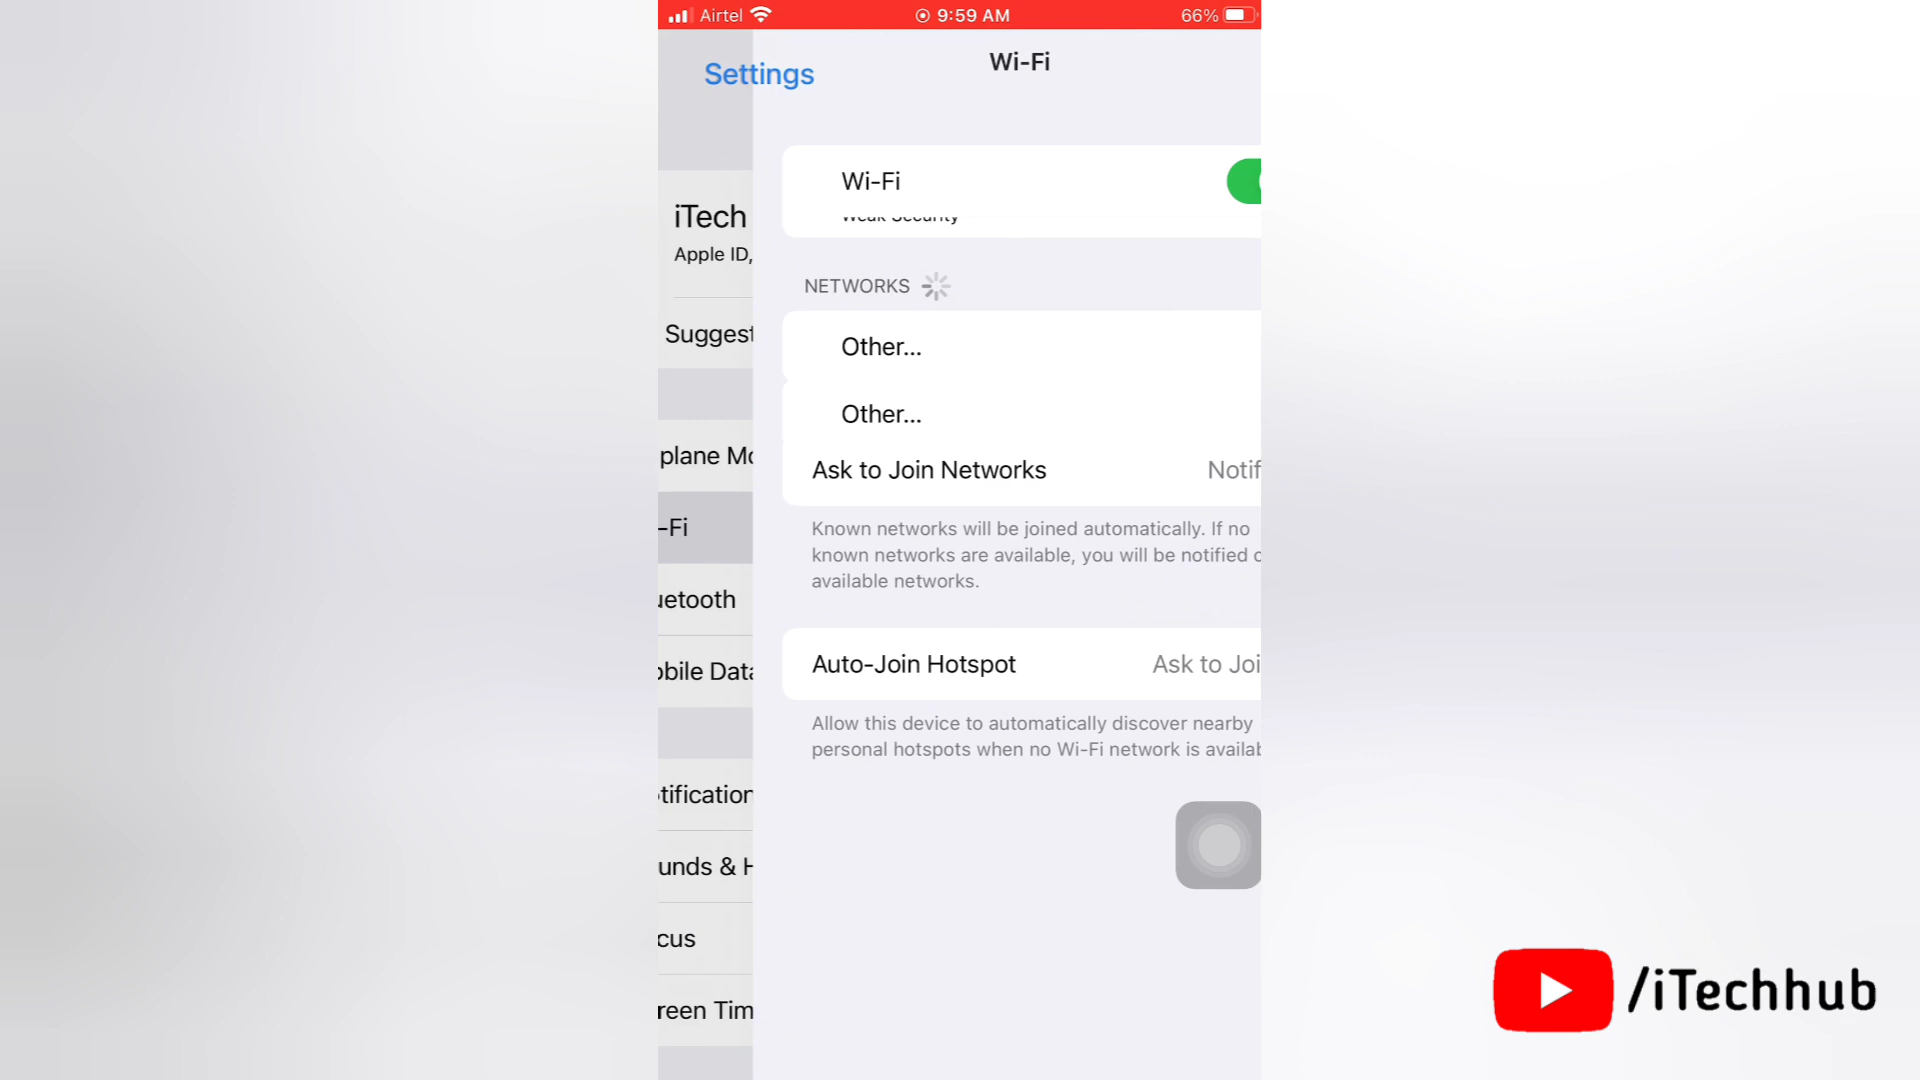 Airtel
9:59 AM
66%
Settings
Wi-Fi
iTech
Apple ID,
Suggest
plane Mo
-Fi
uetooth
obile Data
tification
unds & H
cus
reen Tim
Wi-Fi
Weak Security
NETWORKS
Other...
Other...
Ask to Join Networks
Notif
Known networks will be joined automatically. If no
known networks are available, you will be notified o
available networks.
Auto-Join Hotspot
Ask to Joi
Allow this device to automatically discover nearby
personal hotspots when no Wi-Fi network is availab
/iTechhub